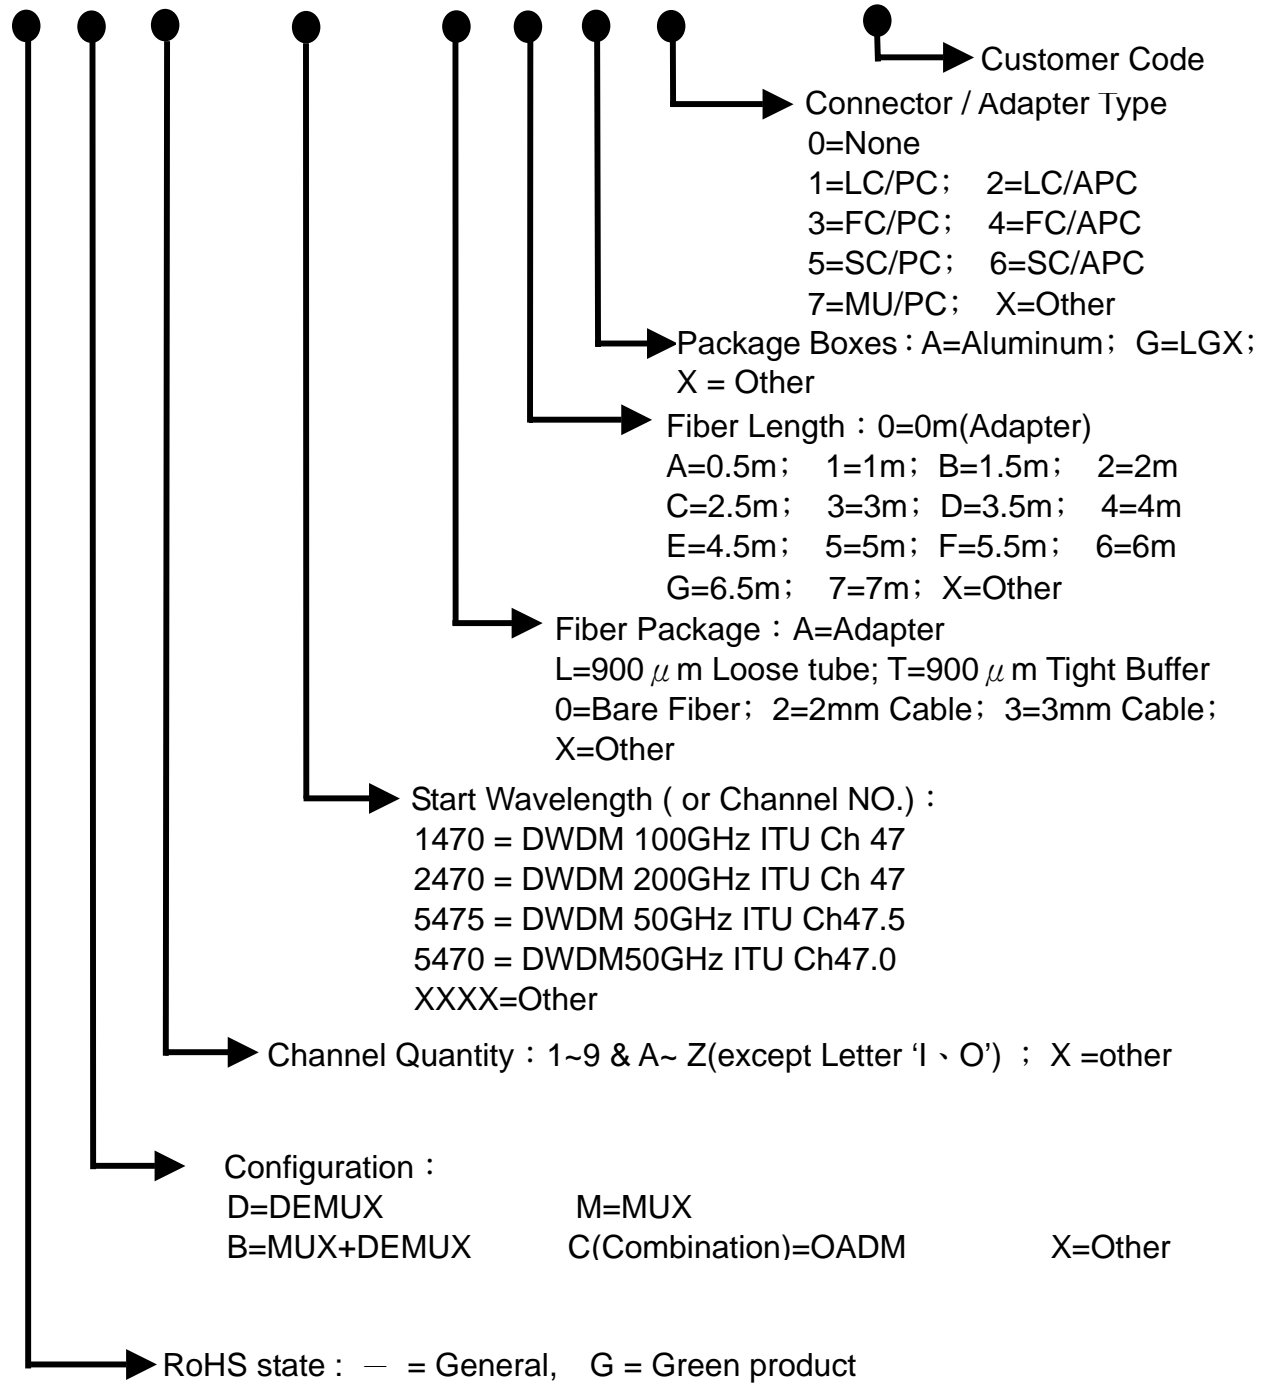 Customer Code
Connector / Adapter Type
0=None
1=LC/PC； 2=LC/APC
3=FC/PC； 4=FC/APC
5=SC/PC； 6=SC/APC
7=MU/PC； X=Other
Package Boxes：A=Aluminum； G=LGX；
X = Other
Fiber Length：0=0m(Adapter)
A=0.5m； 1=1m；B=1.5m； 2=2m
C=2.5m； 3=3m；D=3.5m； 4=4m
E=4.5m； 5=5m；F=5.5m； 6=6m
G=6.5m； 7=7m；X=Other
Fiber Package：A=Adapter
L=900μm Loose tube; T=900μm Tight Buffer
0=Bare Fiber；2=2mm Cable；3=3mm Cable；
X=Other
Start Wavelength ( or Channel NO.)：
1470 = DWDM 100GHz ITU Ch 47
2470 = DWDM 200GHz ITU Ch 47
5475 = DWDM 50GHz ITU Ch47.5
5470 = DWDM50GHz ITU Ch47.0
XXXX=Other
Channel Quantity：1~9 & A~ Z(except Letter ‘I、O’) ；X =other
Configuration：
D=DEMUX M=MUX
B=MUX+DEMUX C(Combination)=OADM X=Other
RoHS state : － = General, G = Green product